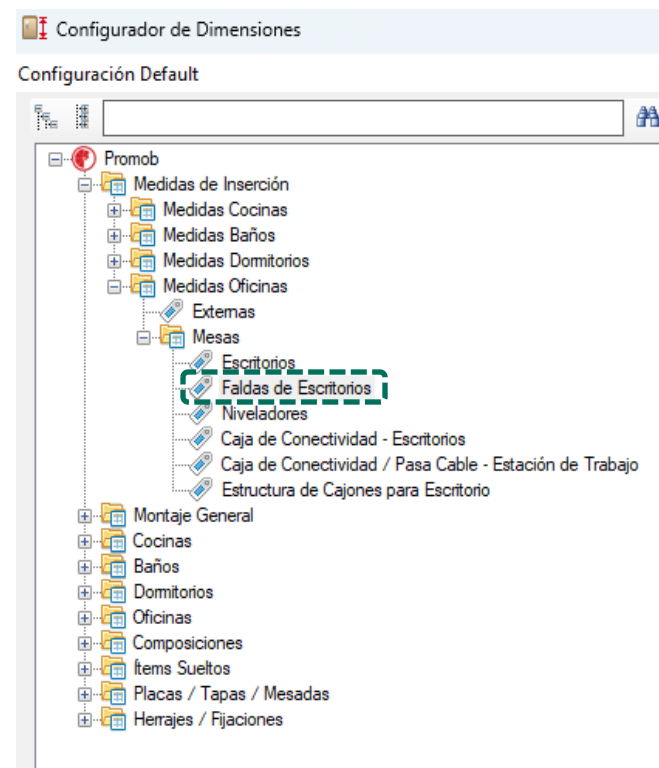 Configurador de Dimensiones
Configuración Default
Promob
Medidas de Inserción
Medidas Cocinas
Medidas Baños
Medidas Dormitorios
Medidas Oficinas
Externas
Mesas
Escritorios
Faldas de Escritorios
Niveladores
Caja de Conectividad - Escritorios
Caja de Conectividad / Pasa Cable - Estación de Trabajo
Estructura de Cajones para Escritorio
Montaje General
Cocinas
Baños
Dormitorios
Oficinas
Composiciones
Ítems Sueltos
Placas / Tapas / Mesadas
Herrajes / Fijaciones